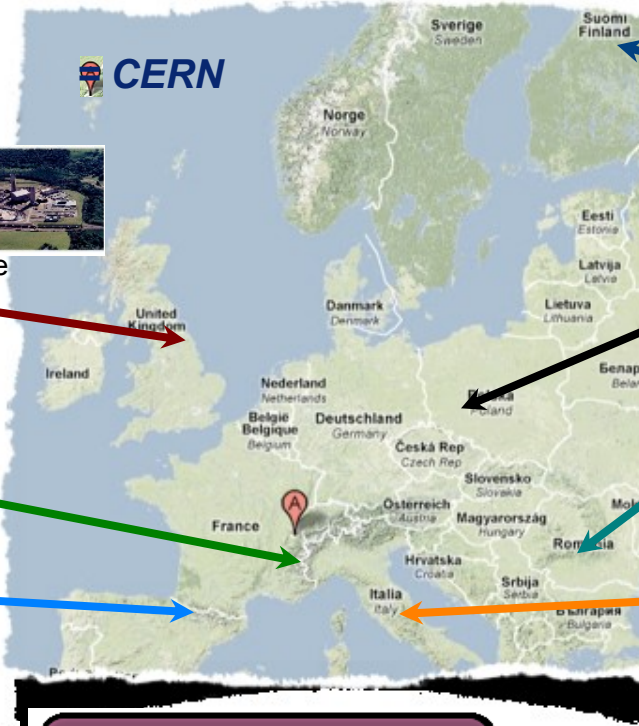 Suomi
Finland
Sverige
Sweden
CERN
Norge
Norway
Eesti
Estonia
e
Latvija
Latvia
United
Kingdom
Danmark
Denmark
Lietuva
Lithuania
Ireland
Nederland
Netherlands
Poland
België
Belgique
Belgium
Deutschland
Germany
Česká Rep
Czech Rep
Slovensko
Slovakia
A
Österreich
Austria
Magyarország
Hungary
France
Hrvatska
Croatia
Italia
Italy
Srbija
Serbia
България
Bulgaria